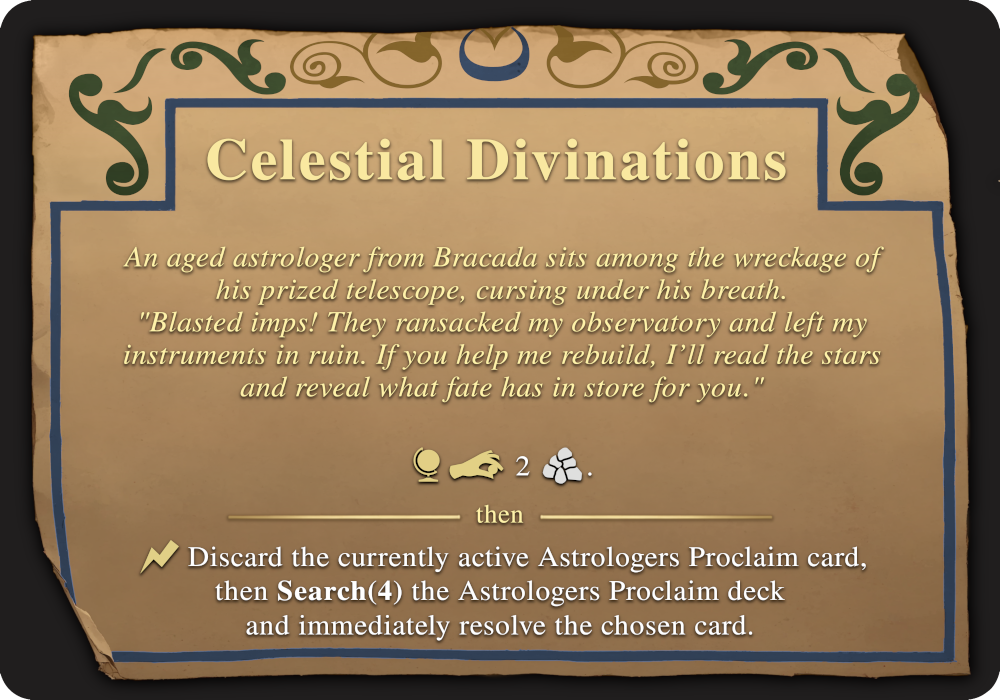 Celestial Divinations
An aged astrologer from Bracada sits among the wreckage of
his prized telescope, cursing under his breath.
"Blasted imps! They ransacked my observatory and left my
instruments in ruin. If you help me rebuild, I’ll read the stars
and reveal what fate has in store for you."
2 .
then
Discard the currently active Astrologers Proclaim card,
then Search(4) the Astrologers Proclaim deck
and immediately resolve the chosen card.